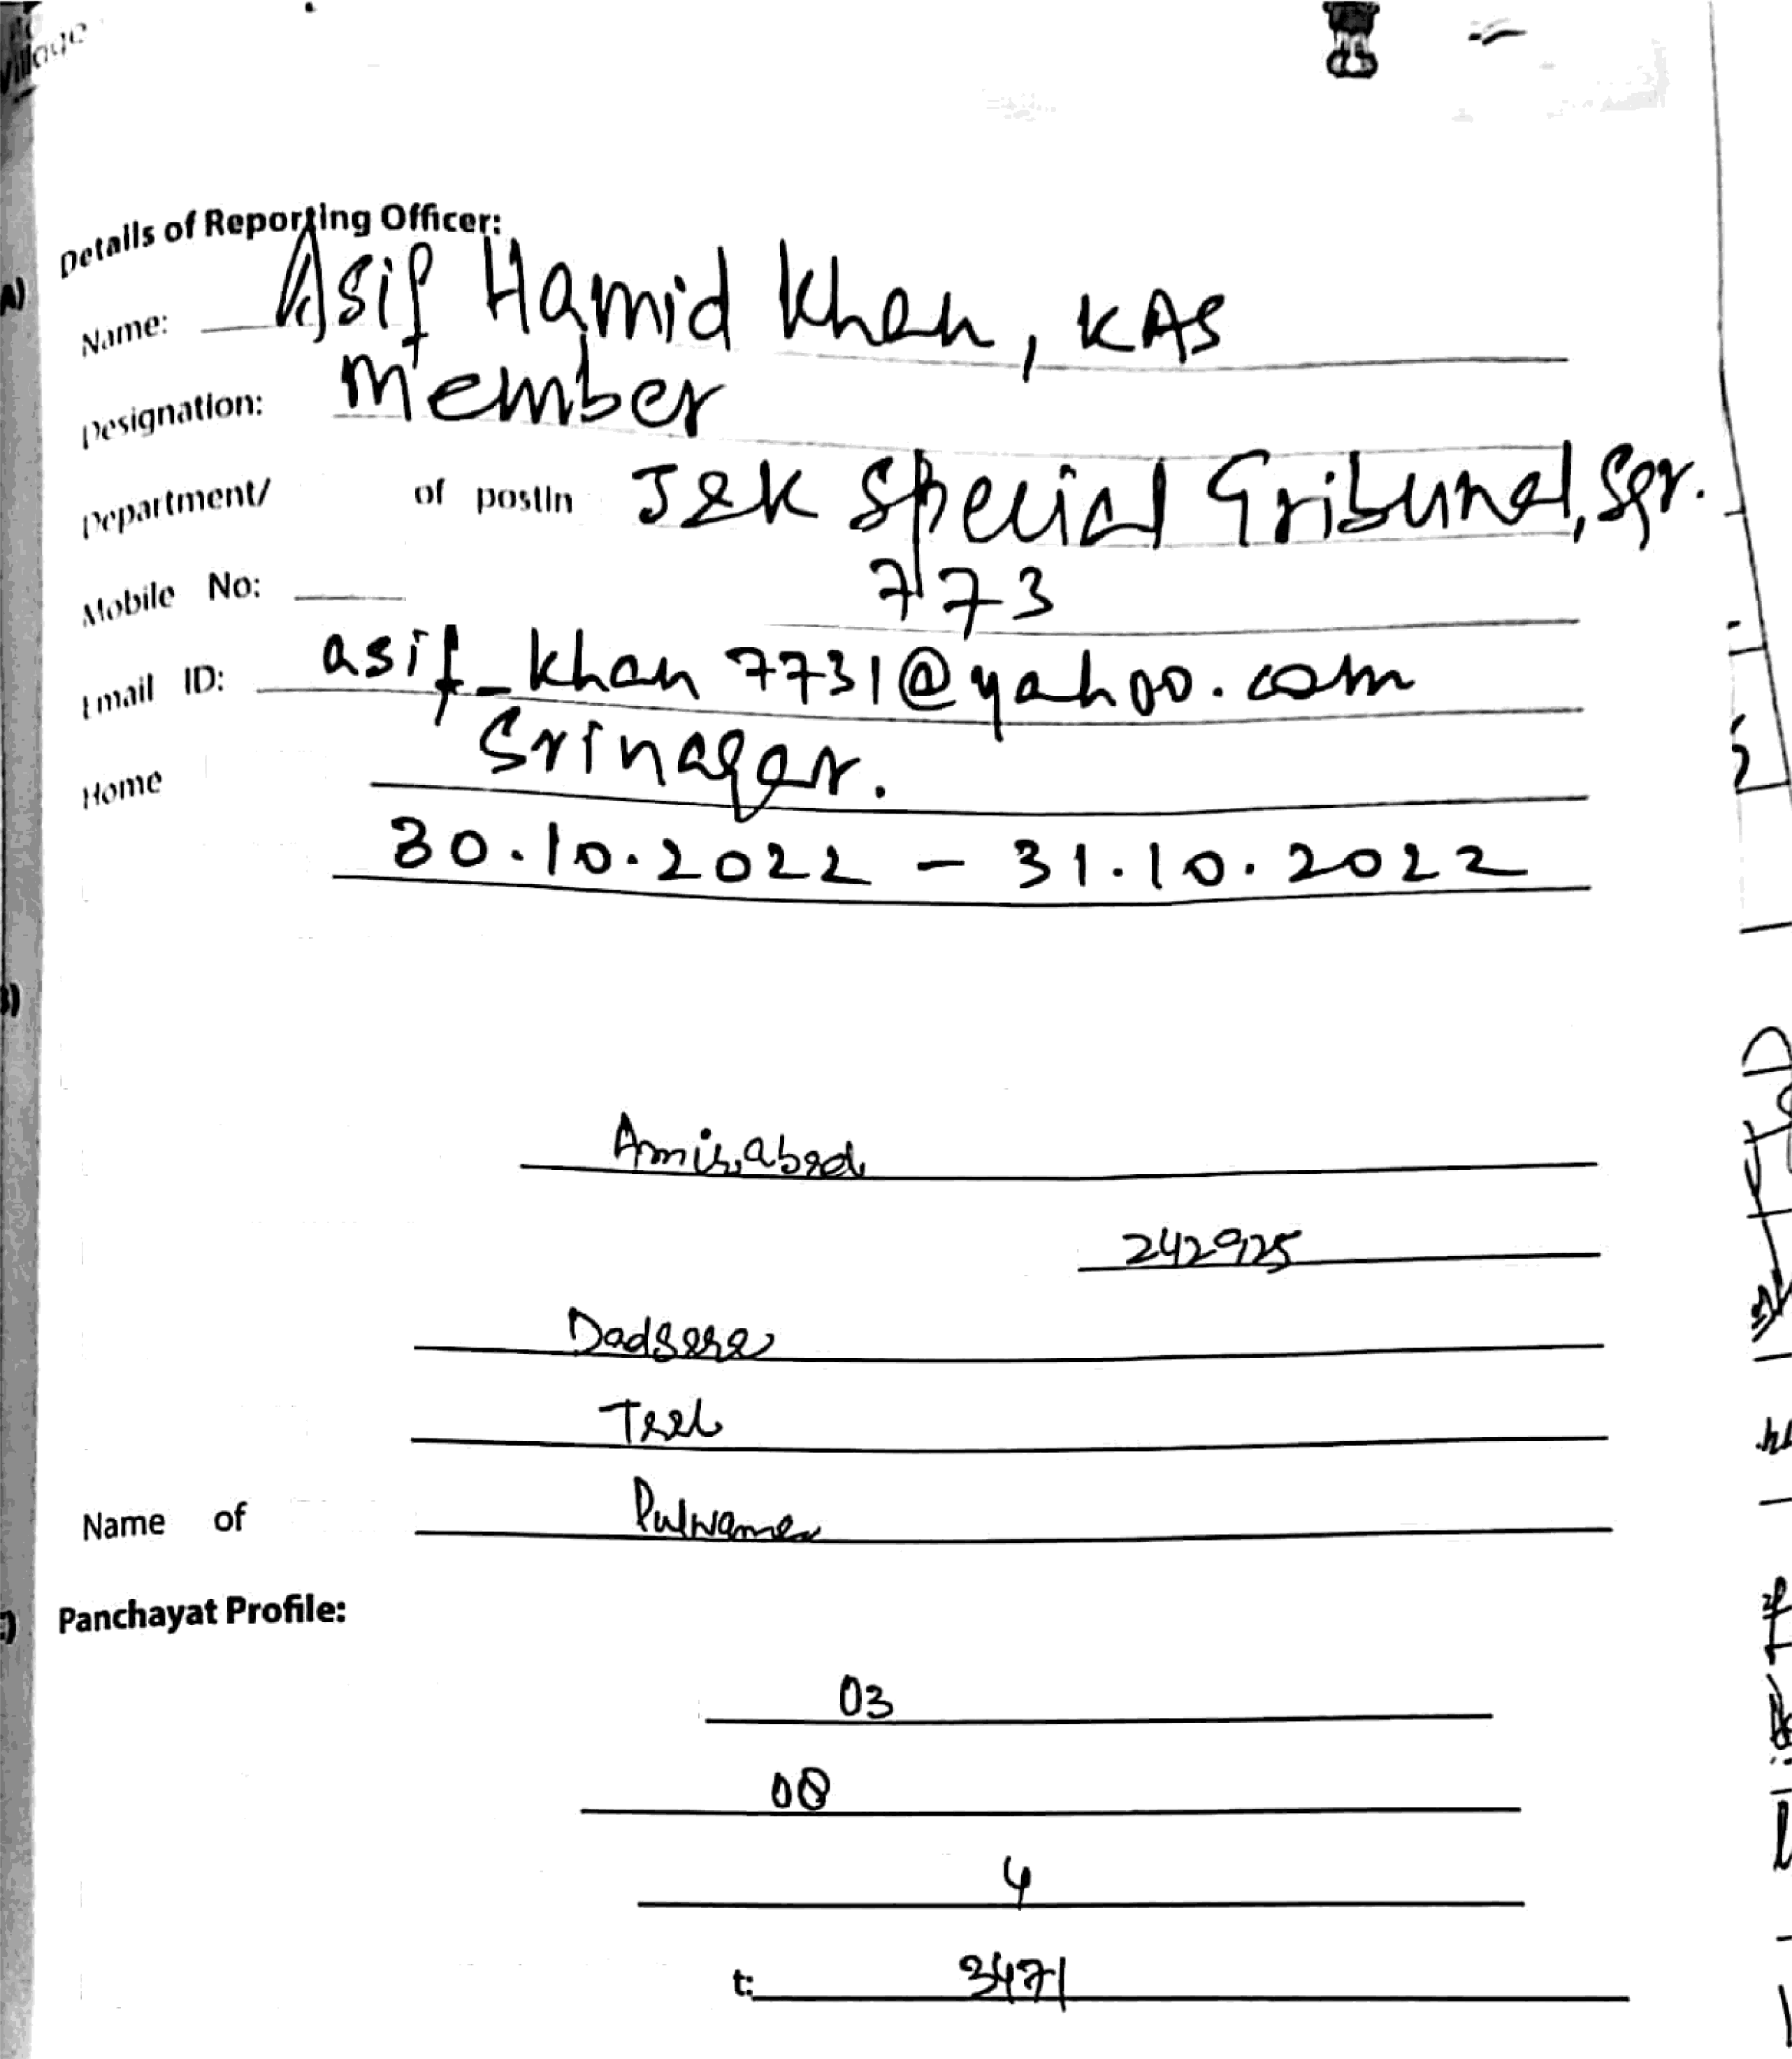 Village
A) Details of Reporting Officer:
Name: Asif Hamid Khan, KAS
Designation: Member
Department/ of postin J&K Special Tribunal, Sgr.
Mobile No: 773
Email ID: asif_khan7731@yahoo.com
Home Srinagar.
30.10.2022 - 31.10.2022
Amirabad
242925
Dadsara
Tral
Name of Pulwama
Panchayat Profile:
03
08
4
t: 3471